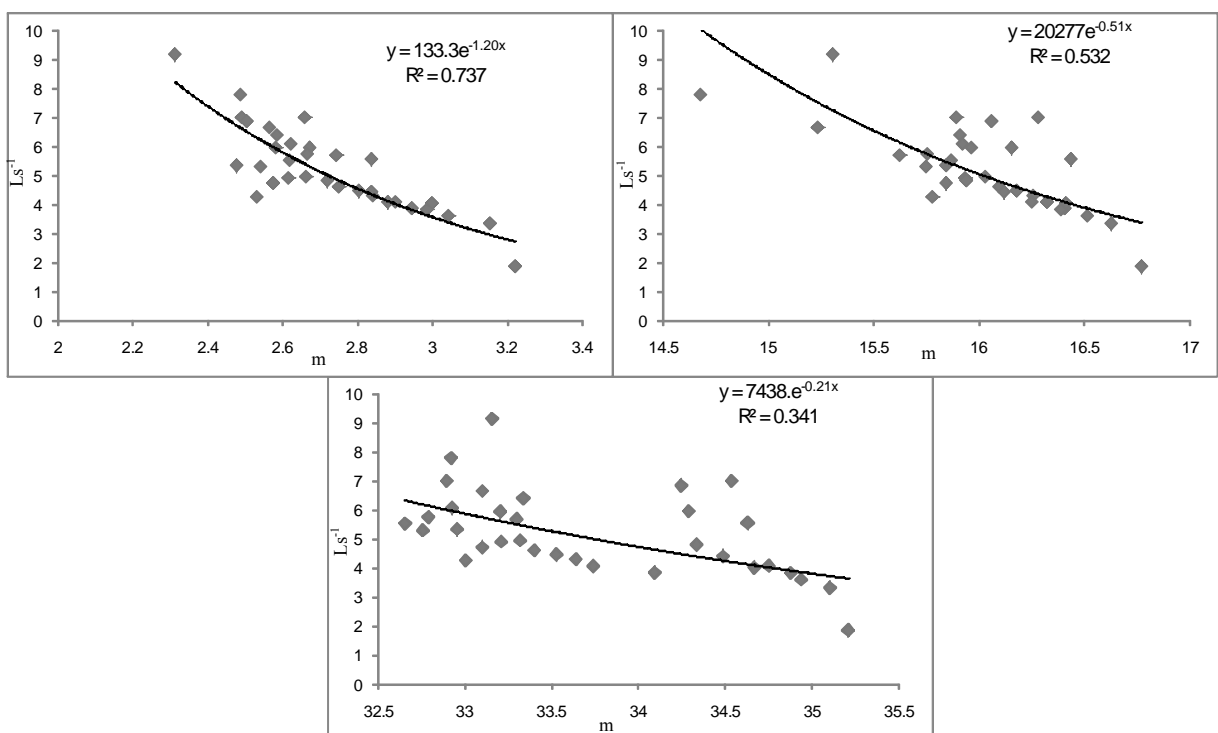 y = 133.3e^-1.20x
R² = 0.737
10
9
8
7
6
5
4
3
2
1
0
Ls^-1
2 2.2 2.4 2.6 2.8 3 3.2 3.4
m
y = 20277e^-0.51x
R² = 0.532
10
9
8
7
6
5
4
3
2
1
0
Ls^-1
14.5 15 15.5 16 16.5 17
m
y = 7438.e^-0.21x
R² = 0.341
10
9
8
7
6
5
4
3
2
1
0
Ls^-1
32.5 33 33.5 34 34.5 35 35.5
m